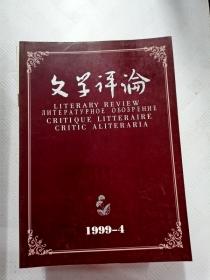 文学评论
LITERARY REVIEW
ЛИТЕРАТУРНОЕ ОБОЗРЕНИЕ
CRITIQUE LITTERAIRE
CRITIC ALITERARIA
1999-4